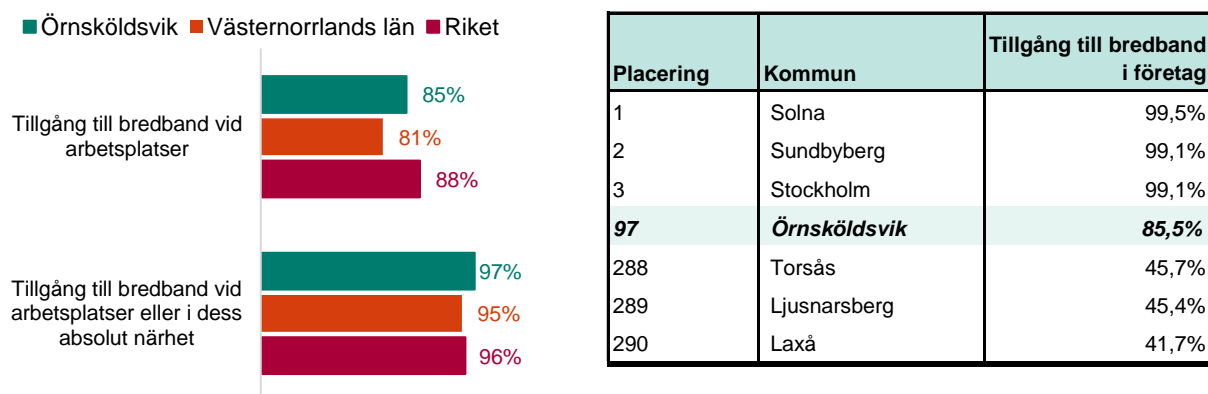 Örnsköldsvik Västernorrlands län Riket
Tillgång till bredband vid
arbetsplatser
85%
81%
88%
Tillgång till bredband vid
arbetsplatser eller i dess
absolut närhet
97%
95%
96%
Placering Kommun Tillgång till bredband
i företag
1 Solna 99,5%
2 Sundbyberg 99,1%
3 Stockholm 99,1%
97 Örnsköldsvik 85,5%
288 Torsås 45,7%
289 Ljusnarsberg 45,4%
290 Laxå 41,7%